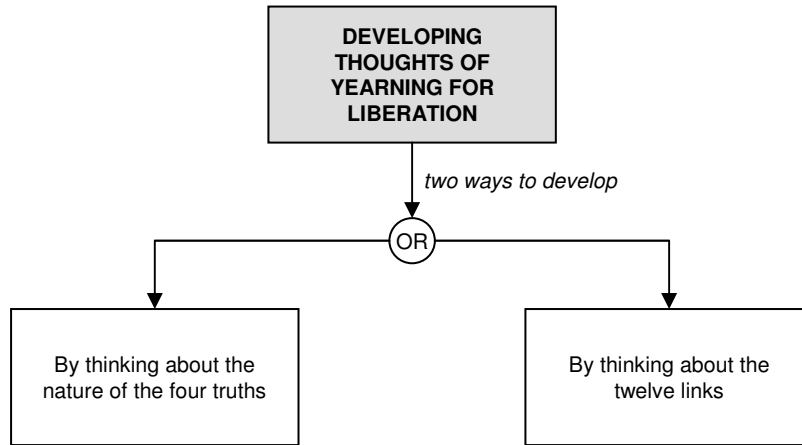 DEVELOPING
THOUGHTS OF
YEARNING FOR
LIBERATION
two ways to develop
OR
By thinking about the
nature of the four truths
By thinking about the
twelve links